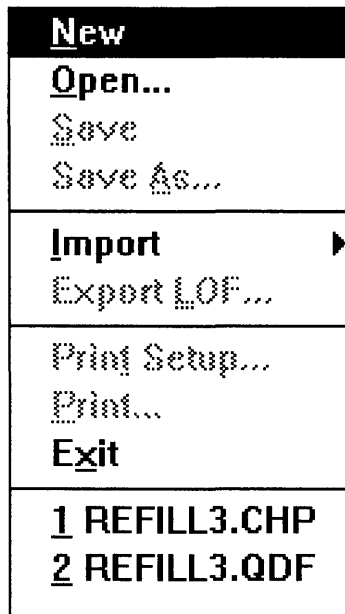 New
Open...
Save
Save As...
Import
Export LOF...
Print Setup...
Print...
Exit
1 REFILL3.CHP
2 REFILL3.QDF